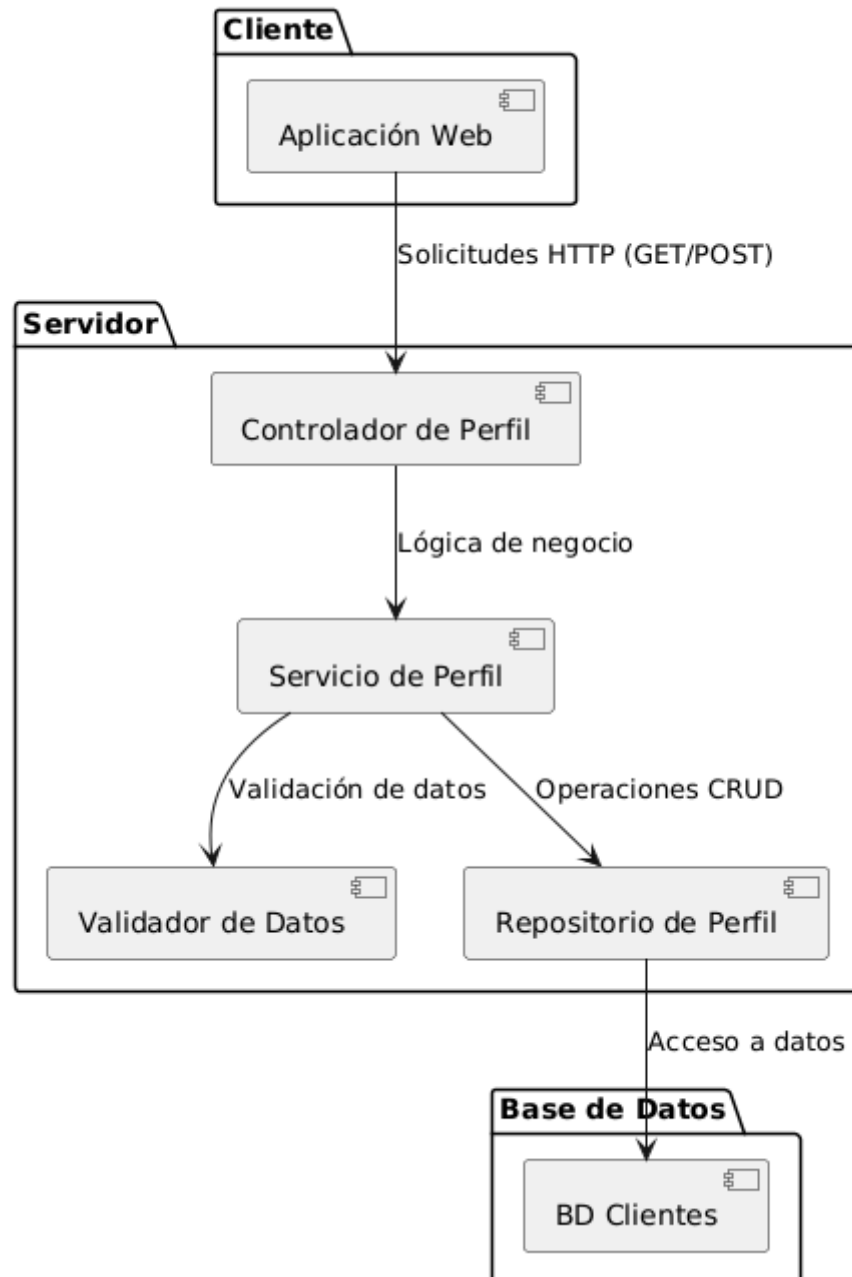 Cliente
Aplicación Web
Solicitudes HTTP (GET/POST)
Servidor
Controlador de Perfil
Lógica de negocio
Servicio de Perfil
Validación de datos
Operaciones CRUD
Validador de Datos
Repositorio de Perfil
Acceso a datos
Base de Datos
BD Clientes